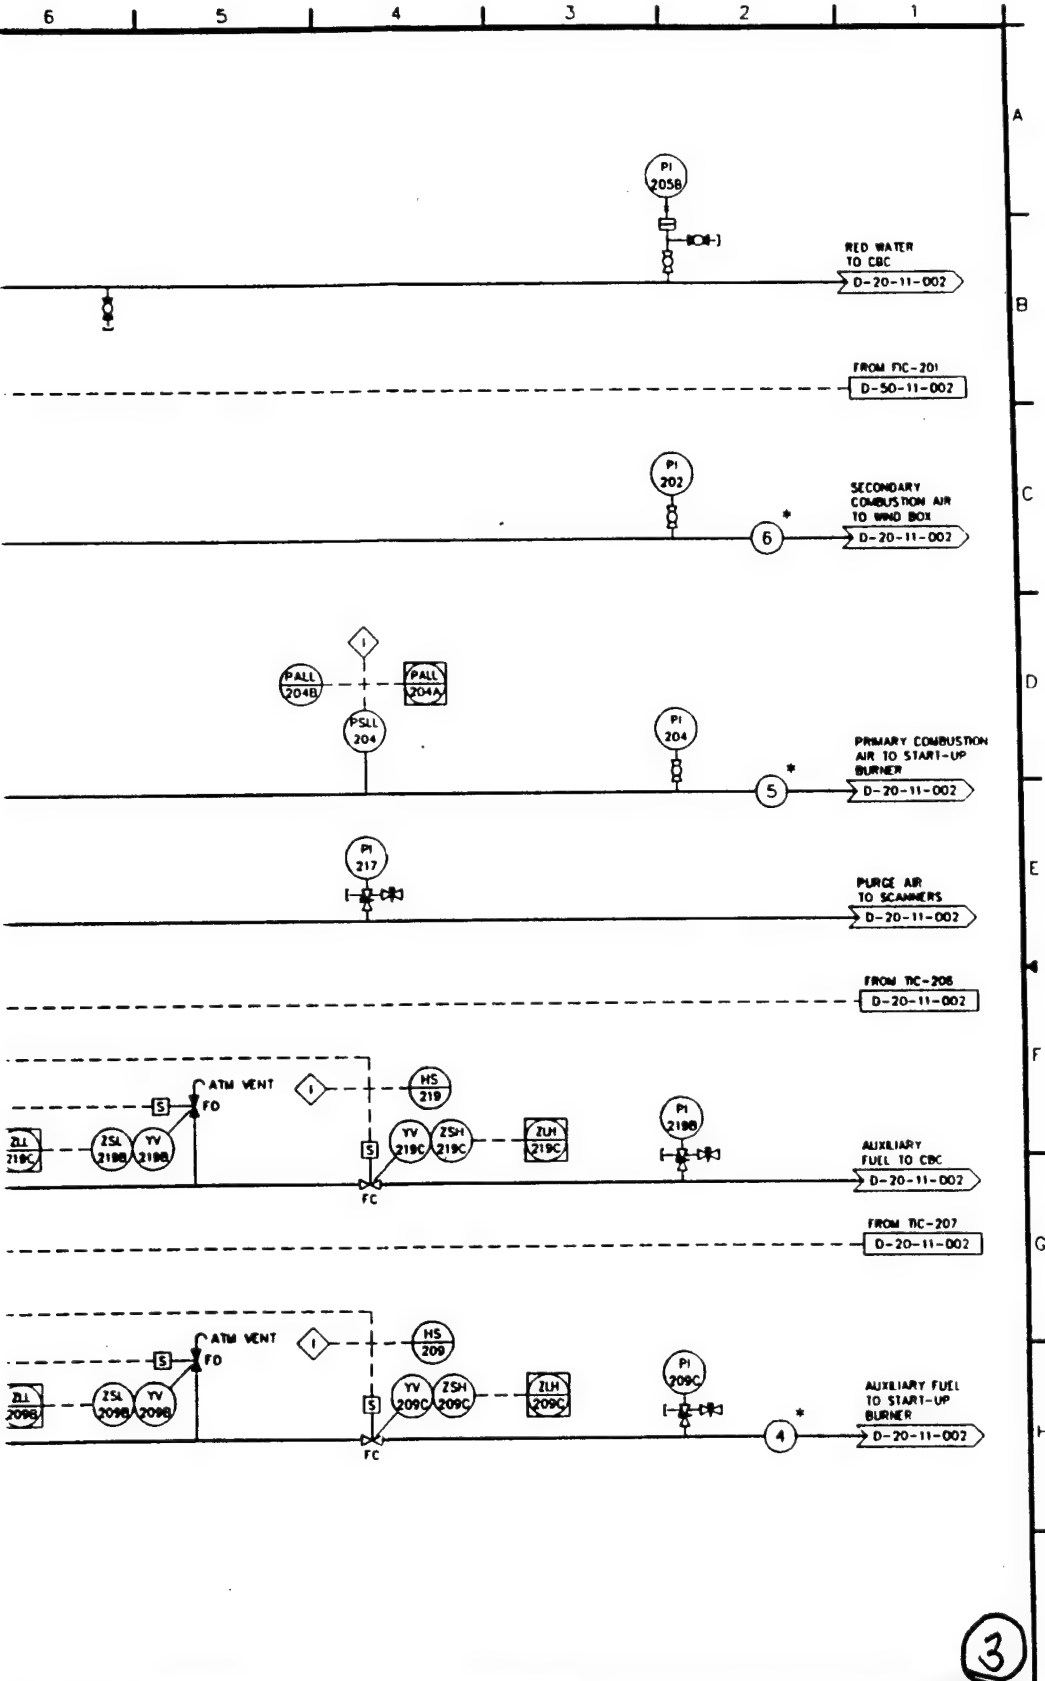 6 5 4 3 2 1
A
PI
205B
RED WATER
TO CBC
D-20-11-002
B
FROM FIC-201
D-50-11-002
PI
202
C
SECONDARY
COMBUSTION AIR
TO WIND BOX
6 *
D-20-11-002
I
PALL
204B
PALL
204A
D
PSLL
204
PI
204
PRIMARY COMBUSTION
AIR TO START-UP
BURNER
5 *
D-20-11-002
PI
217
E
PURGE AIR
TO SCANNERS
D-20-11-002
FROM TIC-206
D-20-11-002
F
ATM VENT
I
HS
219
S
FO
ZLL
219C
ZSL
219B
YV
219B
S
YV
219C
ZSH
219C
ZLH
219C
PI
219B
AUXILIARY
FUEL TO CBC
D-20-11-002
FC
FROM TIC-207
D-20-11-002
G
ATM VENT
I
HS
209
S
FO
ZLL
209B
ZSL
209B
YV
209B
S
YV
209C
ZSH
209C
ZLH
209C
PI
209C
AUXILIARY FUEL
TO START-UP
BURNER
4 *
D-20-11-002
H
FC
3